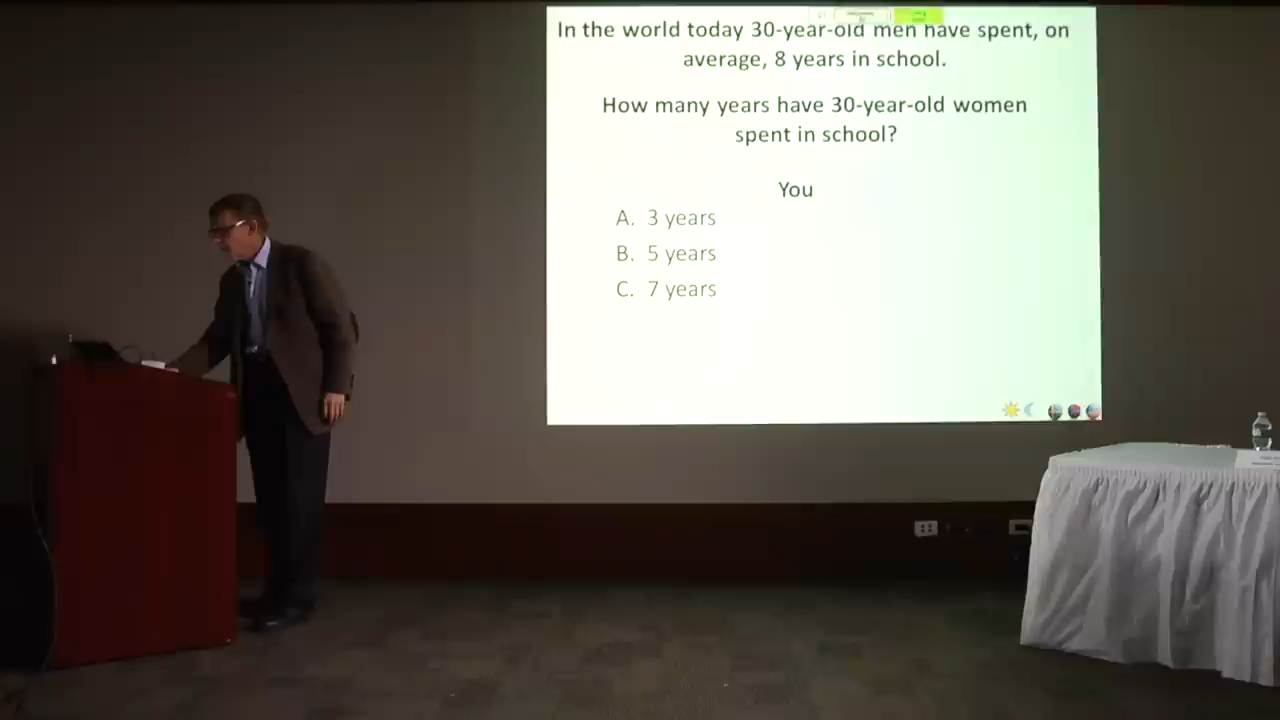 In the world today 30-year-old men have spent, on
average, 8 years in school.
How many years have 30-year-old women
spent in school?
You
A. 3 years
B. 5 years
C. 7 years